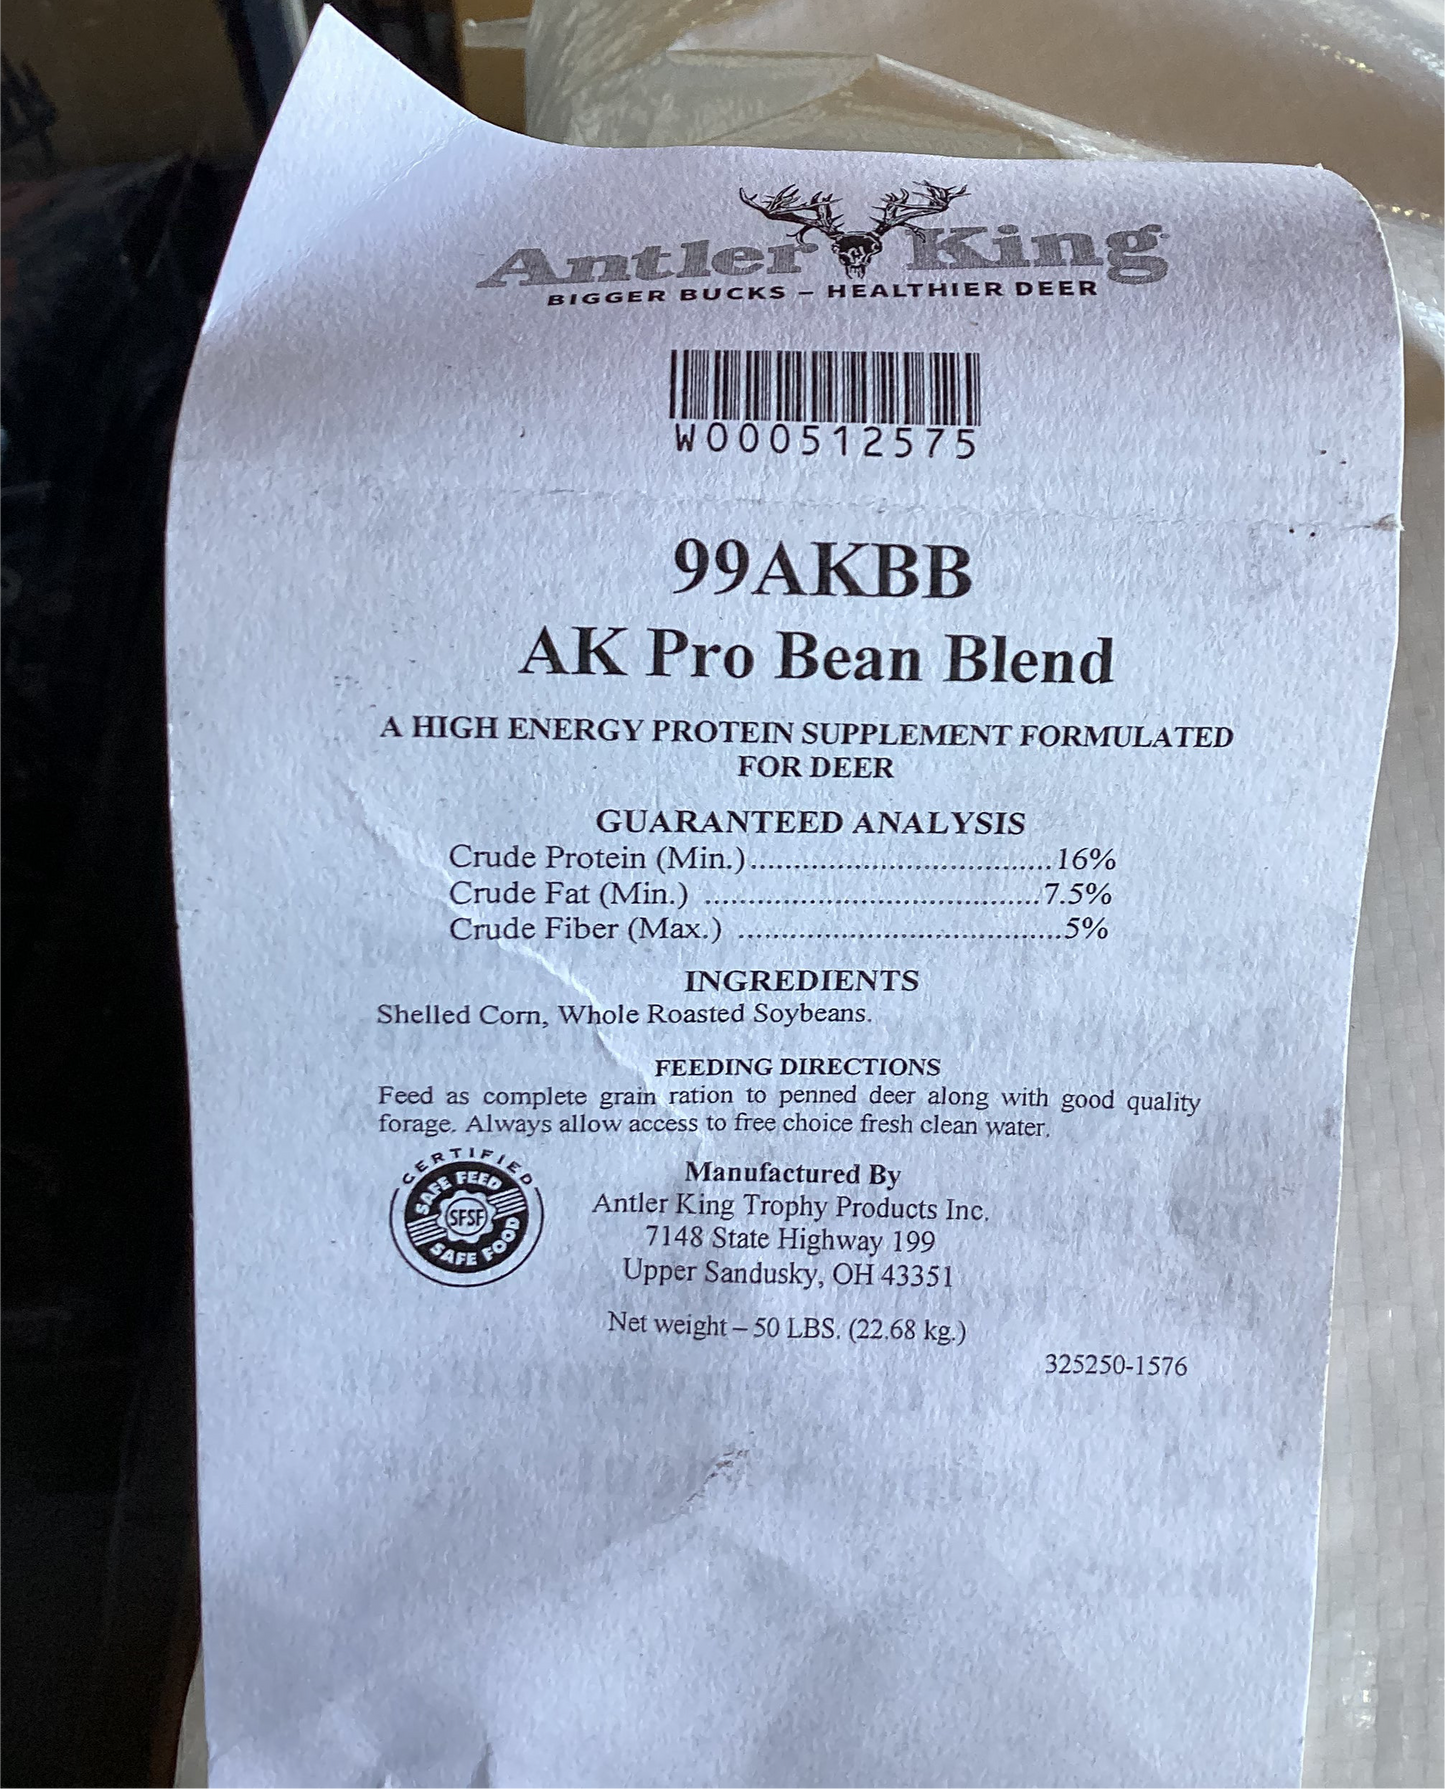 Antler King
BIGGER BUCKS – HEALTHIER DEER
W000512575
99AKBB
AK Pro Bean Blend
A HIGH ENERGY PROTEIN SUPPLEMENT FORMULATED
FOR DEER
GUARANTEED ANALYSIS
Crude Protein (Min.)..................................16%
Crude Fat (Min.) ......................................7.5%
Crude Fiber (Max.) .....................................5%
INGREDIENTS
Shelled Corn, Whole Roasted Soybeans.
FEEDING DIRECTIONS
Feed as complete grain ration to penned deer along with good quality
forage. Always allow access to free choice fresh clean water.
CERTIFIED
SAFE FEED
SFSF
SAFE FOOD
Manufactured By
Antler King Trophy Products Inc.
7148 State Highway 199
Upper Sandusky, OH 43351
Net weight – 50 LBS. (22.68 kg.)
325250-1576